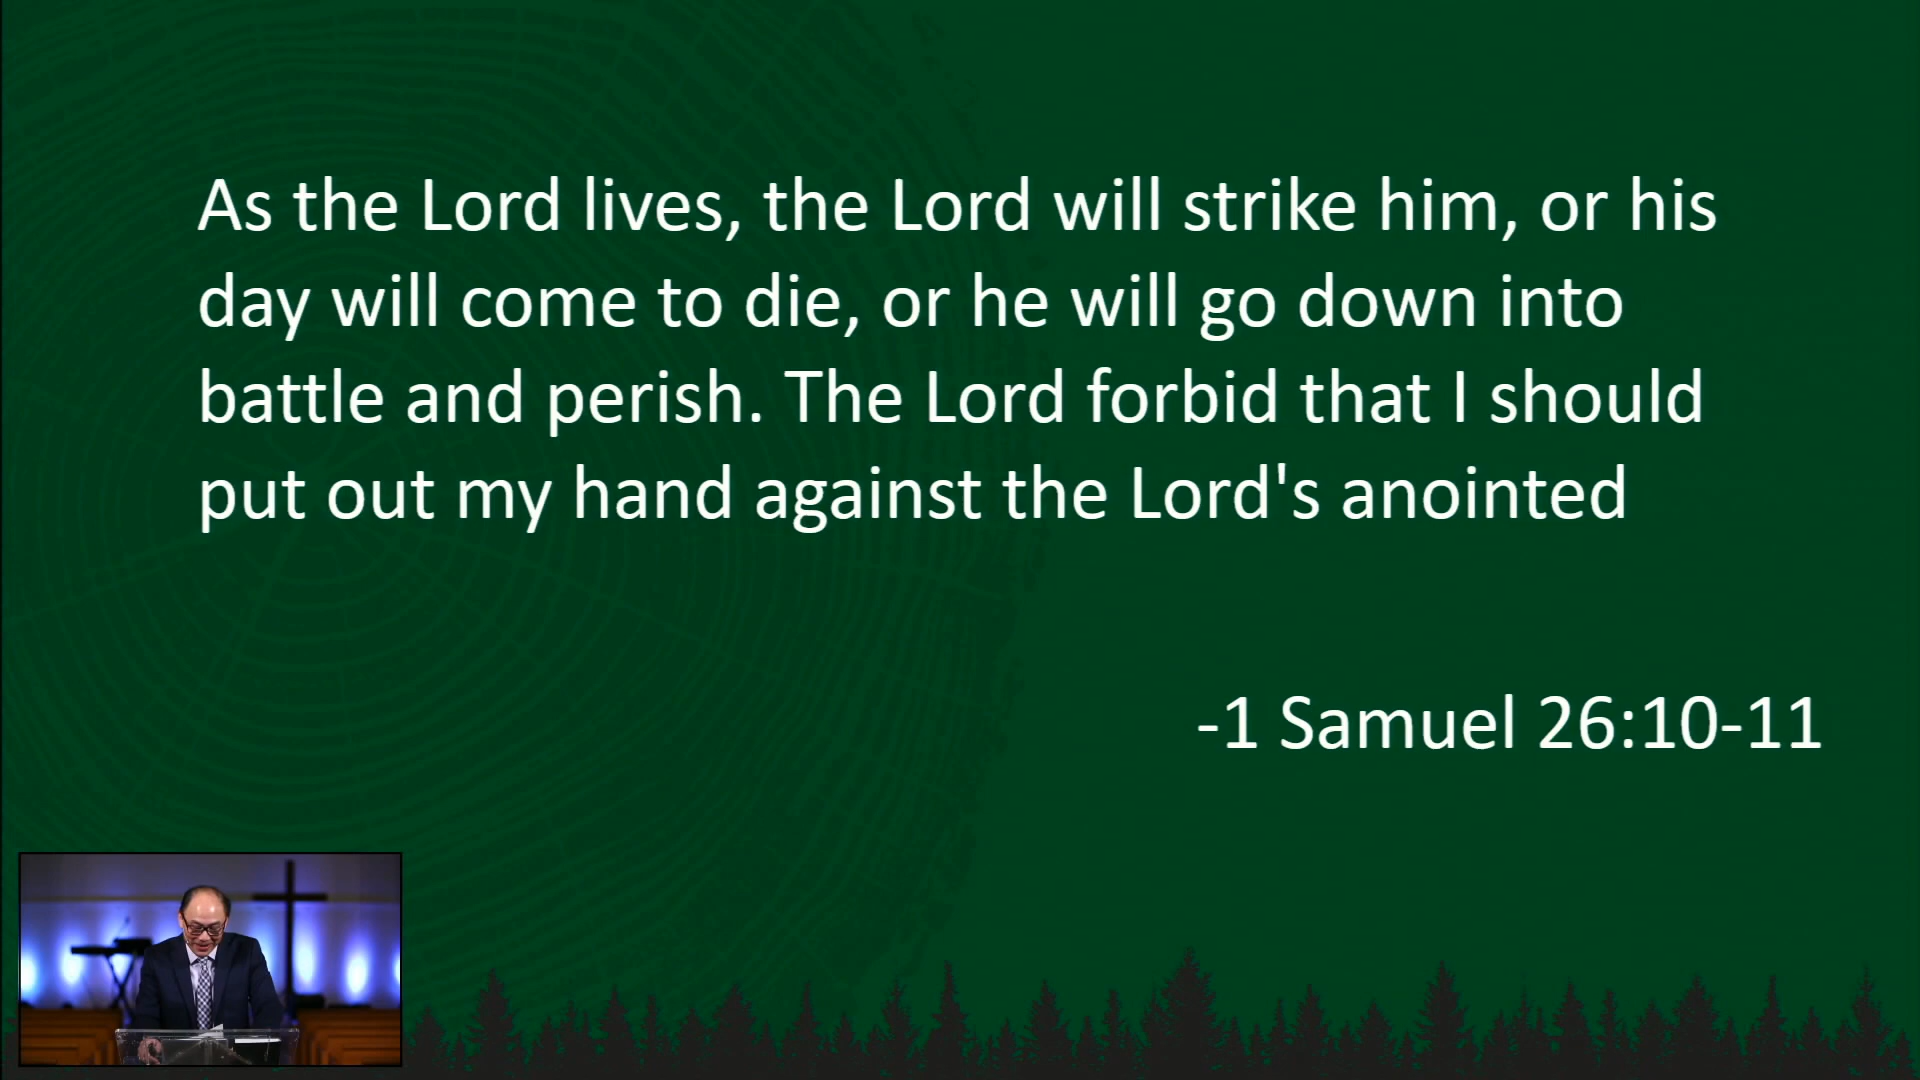 As the Lord lives, the Lord will strike him, or his
day will come to die, or he will go down into
battle and perish. The Lord forbid that I should
put out my hand against the Lord's anointed
-1 Samuel 26:10-11